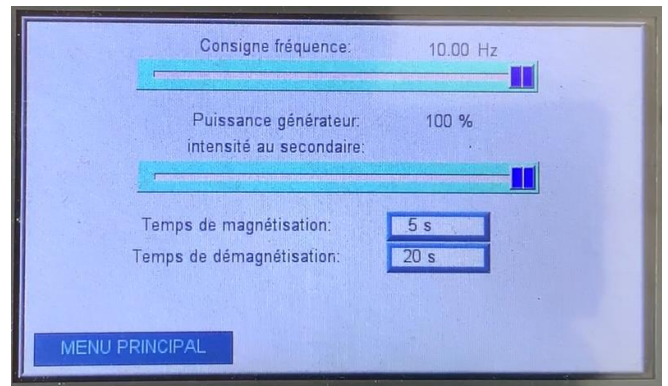 Consigne fréquence: 10.00 Hz
Puissance générateur: 100 %
intensité au secondaire:
Temps de magnétisation: 5 s
Temps de démagnétisation: 20 s
MENU PRINCIPAL